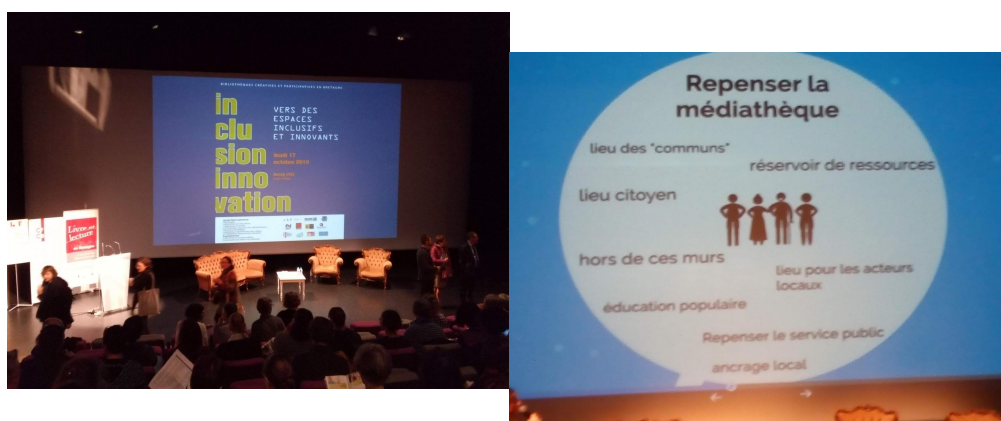 BIBLIOTHÈQUES CRÉATIVES ET PARTICIPATIVES EN BRETAGNE
in
clu
sion
inno
vation
VERS DES
ESPACES
INCLUSIFS
ET INNOVANTS
Livre et
lecture
Repenser la
médiathèque
lieu des "communs"
réservoir de ressources
lieu citoyen
hors de ces murs
lieu pour les acteurs
locaux
éducation populaire
Repenser le service public
ancrage local